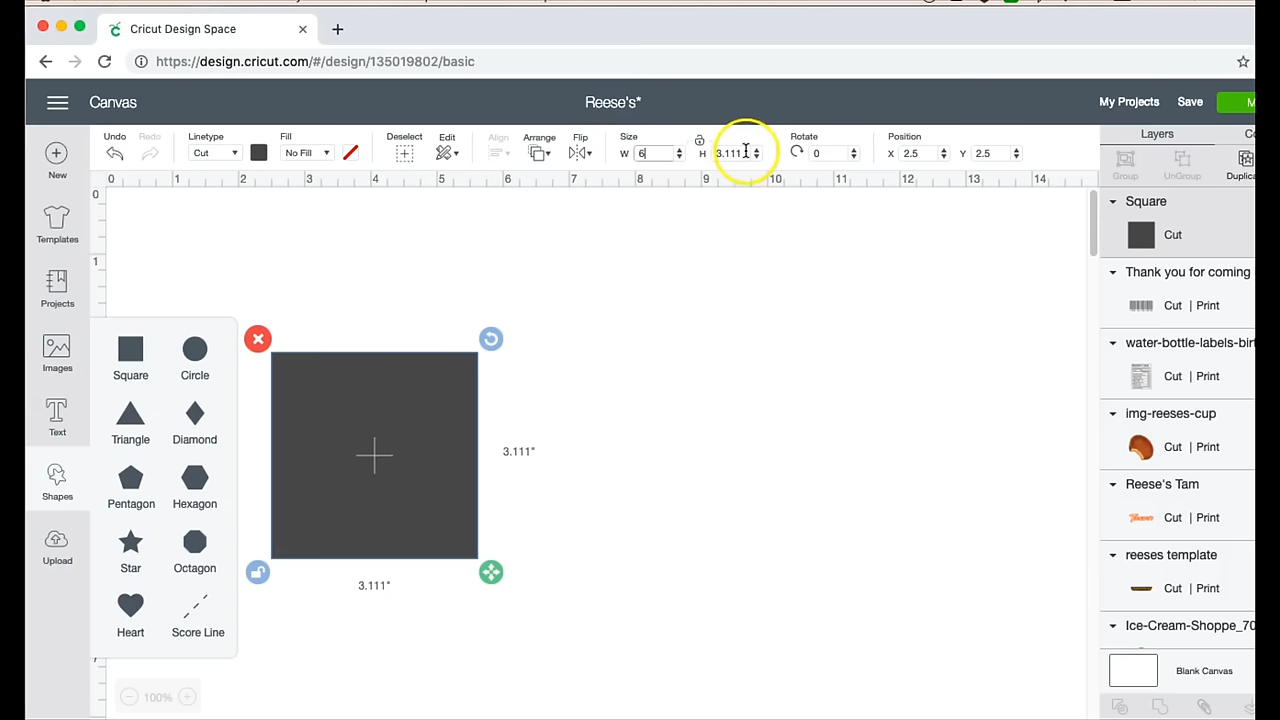 Cricut Design Space
https://design.cricut.com/#/design/135019802/basic
Canvas
Reese's*
My Projects
Save
M
Undo
Redo
Linetype
Fill
Deselect
Edit
Align
Arrange
Flip
Size
Rotate
Position
Cut
No Fill
W 6
H 3.111
0
X 2.5
Y 2.5
0 1 2 3 4 5 6 7 8 9 10 11 12 13 14
0
1
New
Templates
Projects
Images
Text
Shapes
Upload
Square
Circle
Triangle
Diamond
Pentagon
Hexagon
Star
Octagon
Heart
Score Line
3.111"
3.111"
100%
Layers
Co
Group
UnGroup
Duplica
Square
Cut
Thank you for coming
Cut | Print
water-bottle-labels-birt
Cut | Print
img-reeses-cup
Cut | Print
Reese's Tam
Cut | Print
reeses template
Cut | Print
Ice-Cream-Shoppe_70
Blank Canvas